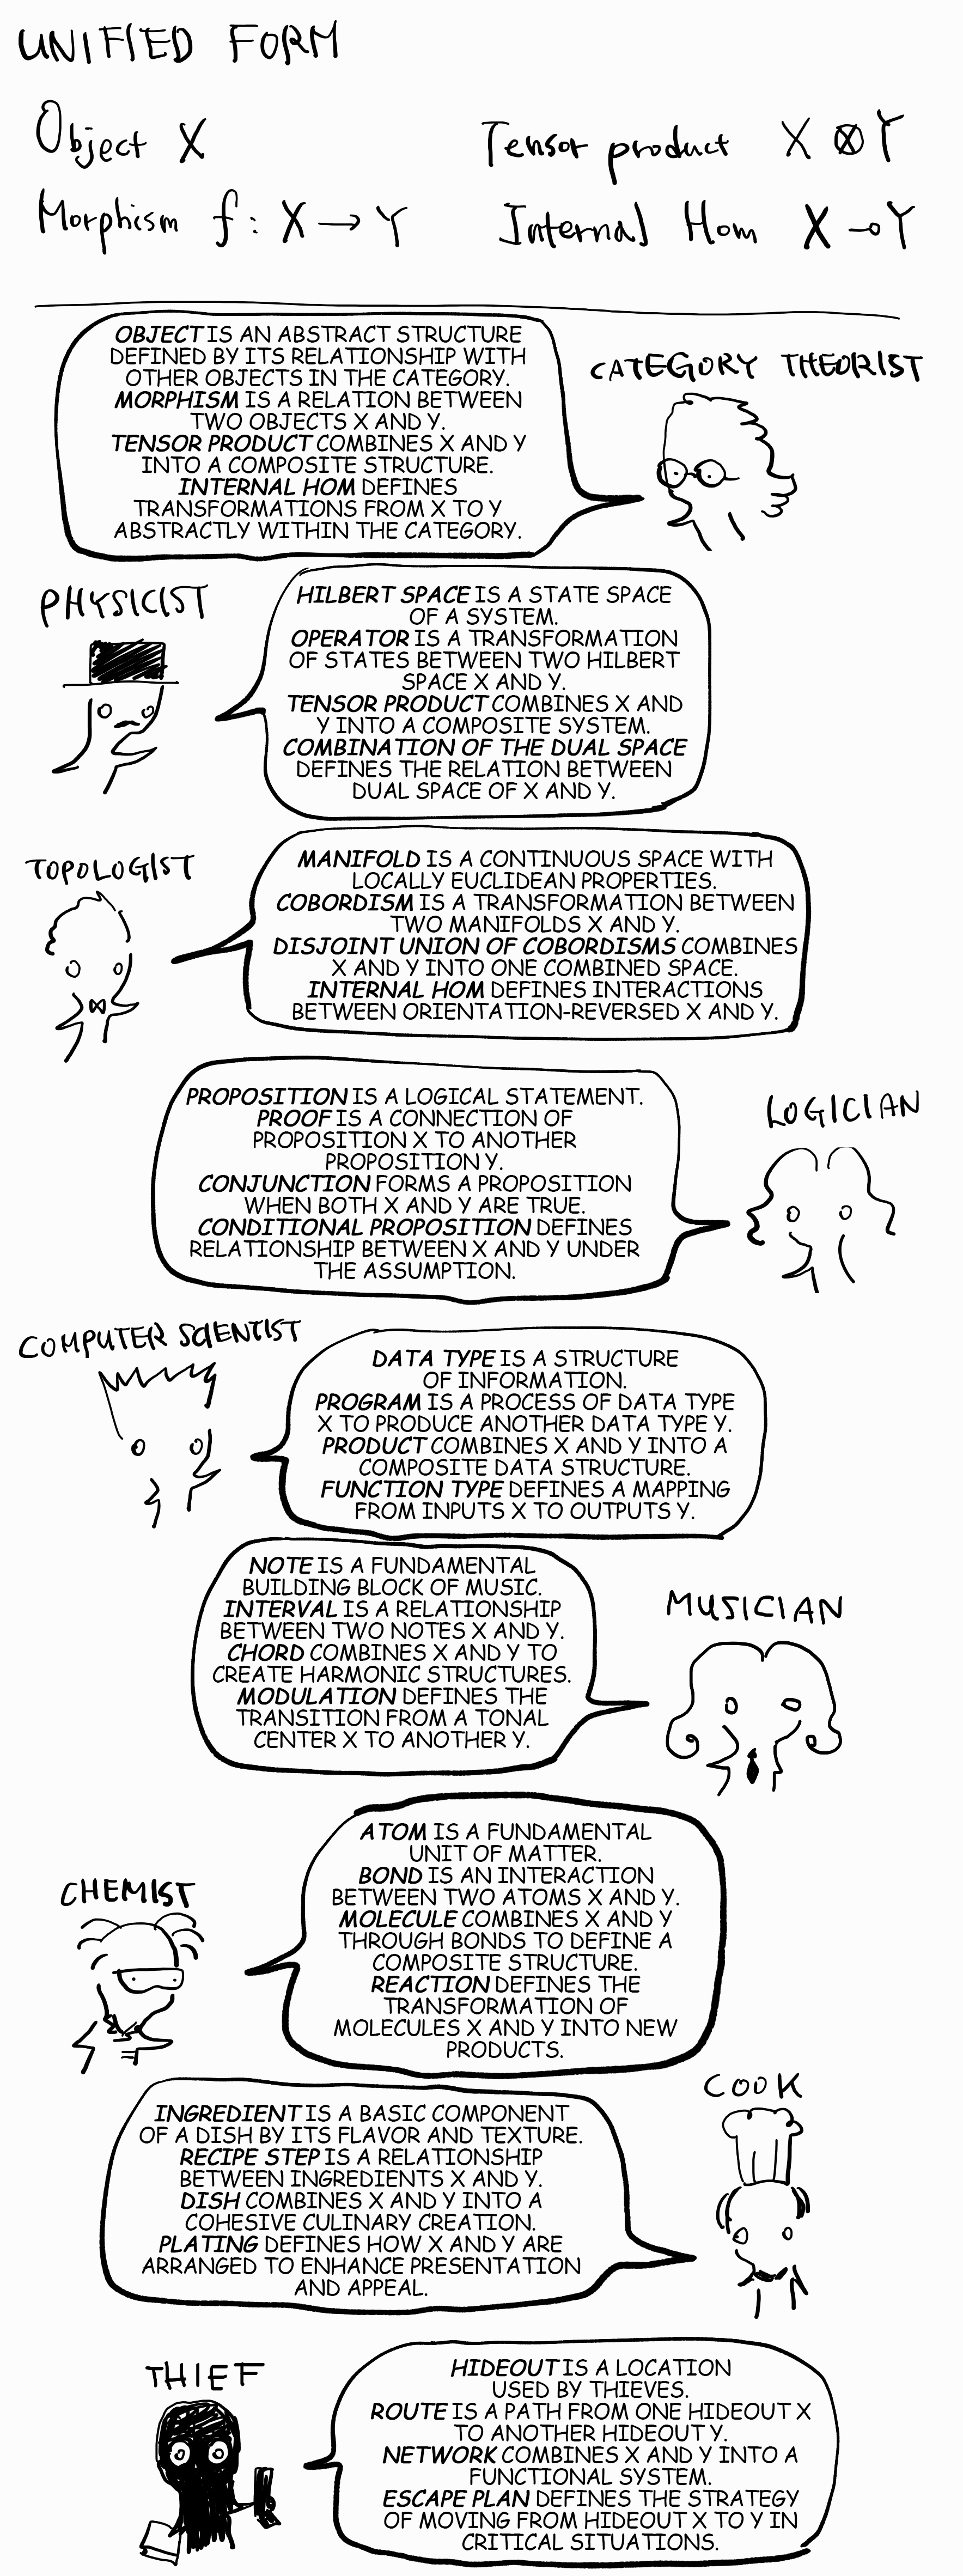 UNIFIED FORM
Object X
Tensor product X ⊗ Y
Morphism f: X → Y
Internal Hom X ⊸ Y
OBJECT IS AN ABSTRACT STRUCTURE
DEFINED BY ITS RELATIONSHIP WITH
OTHER OBJECTS IN THE CATEGORY.
MORPHISM IS A RELATION BETWEEN
TWO OBJECTS X AND Y.
TENSOR PRODUCT COMBINES X AND Y
INTO A COMPOSITE STRUCTURE.
INTERNAL HOM DEFINES
TRANSFORMATIONS FROM X TO Y
ABSTRACTLY WITHIN THE CATEGORY.
CATEGORY THEORIST
PHYSICIST
HILBERT SPACE IS A STATE SPACE
OF A SYSTEM.
OPERATOR IS A TRANSFORMATION
OF STATES BETWEEN TWO HILBERT
SPACE X AND Y.
TENSOR PRODUCT COMBINES X AND
Y INTO A COMPOSITE SYSTEM.
COMBINATION OF THE DUAL SPACE
DEFINES THE RELATION BETWEEN
DUAL SPACE OF X AND Y.
TOPOLOGIST
MANIFOLD IS A CONTINUOUS SPACE WITH
LOCALLY EUCLIDEAN PROPERTIES.
COBORDISM IS A TRANSFORMATION BETWEEN
TWO MANIFOLDS X AND Y.
DISJOINT UNION OF COBORDISMS COMBINES
X AND Y INTO ONE COMBINED SPACE.
INTERNAL HOM DEFINES INTERACTIONS
BETWEEN ORIENTATION-REVERSED X AND Y.
PROPOSITION IS A LOGICAL STATEMENT.
PROOF IS A CONNECTION OF
PROPOSITION X TO ANOTHER
PROPOSITION Y.
CONJUNCTION FORMS A PROPOSITION
WHEN BOTH X AND Y ARE TRUE.
CONDITIONAL PROPOSITION DEFINES
RELATIONSHIP BETWEEN X AND Y UNDER
THE ASSUMPTION.
LOGICIAN
COMPUTER SCIENTIST
DATA TYPE IS A STRUCTURE
OF INFORMATION.
PROGRAM IS A PROCESS OF DATA TYPE
X TO PRODUCE ANOTHER DATA TYPE Y.
PRODUCT COMBINES X AND Y INTO A
COMPOSITE DATA STRUCTURE.
FUNCTION TYPE DEFINES A MAPPING
FROM INPUTS X TO OUTPUTS Y.
NOTE IS A FUNDAMENTAL
BUILDING BLOCK OF MUSIC.
INTERVAL IS A RELATIONSHIP
BETWEEN TWO NOTES X AND Y.
CHORD COMBINES X AND Y TO
CREATE HARMONIC STRUCTURES.
MODULATION DEFINES THE
TRANSITION FROM A TONAL
CENTER X TO ANOTHER Y.
MUSICIAN
CHEMIST
ATOM IS A FUNDAMENTAL
UNIT OF MATTER.
BOND IS AN INTERACTION
BETWEEN TWO ATOMS X AND Y.
MOLECULE COMBINES X AND Y
THROUGH BONDS TO DEFINE A
COMPOSITE STRUCTURE.
REACTION DEFINES THE
TRANSFORMATION OF
MOLECULES X AND Y INTO NEW
PRODUCTS.
COOK
INGREDIENT IS A BASIC COMPONENT
OF A DISH BY ITS FLAVOR AND TEXTURE.
RECIPE STEP IS A RELATIONSHIP
BETWEEN INGREDIENTS X AND Y.
DISH COMBINES X AND Y INTO A
COHESIVE CULINARY CREATION.
PLATING DEFINES HOW X AND Y ARE
ARRANGED TO ENHANCE PRESENTATION
AND APPEAL.
THIEF
HIDEOUT IS A LOCATION
USED BY THIEVES.
ROUTE IS A PATH FROM ONE HIDEOUT X
TO ANOTHER HIDEOUT Y.
NETWORK COMBINES X AND Y INTO A
FUNCTIONAL SYSTEM.
ESCAPE PLAN DEFINES THE STRATEGY
OF MOVING FROM HIDEOUT X TO Y IN
CRITICAL SITUATIONS.